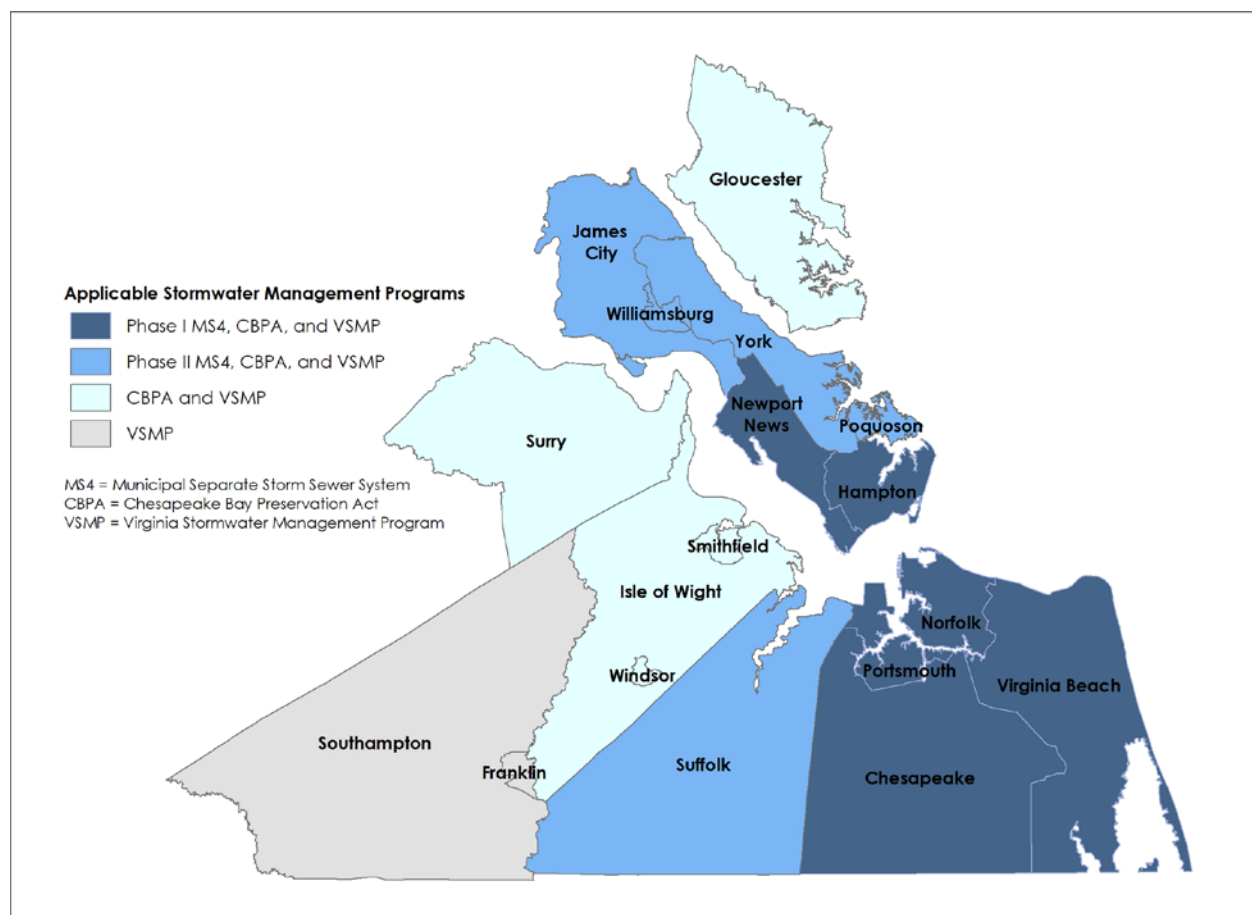 Gloucester
James
City
Williamsburg
York
Applicable Stormwater Management Programs
Phase I MS4, CBPA, and VSMP
Phase II MS4, CBPA, and VSMP
CBPA and VSMP
VSMP
MS4 = Municipal Separate Storm Sewer System
CBPA = Chesapeake Bay Preservation Act
VSMP = Virginia Stormwater Management Program
Newport
News
Poquoson
Surry
Hampton
Smithfield
Isle of Wight
Norfolk
Portsmouth
Windsor
Virginia Beach
Southampton
Franklin
Suffolk
Chesapeake